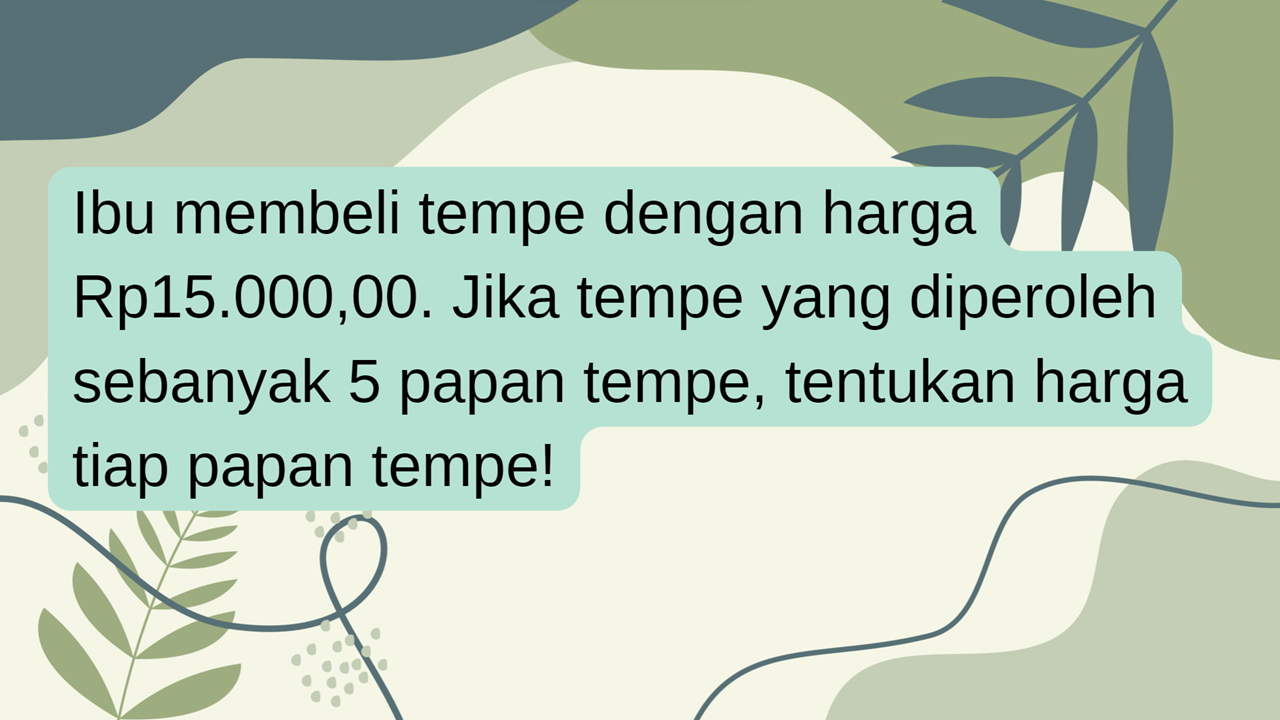 Ibu membeli tempe dengan harga
Rp15.000,00. Jika tempe yang diperoleh
sebanyak 5 papan tempe, tentukan harga
tiap papan tempe!